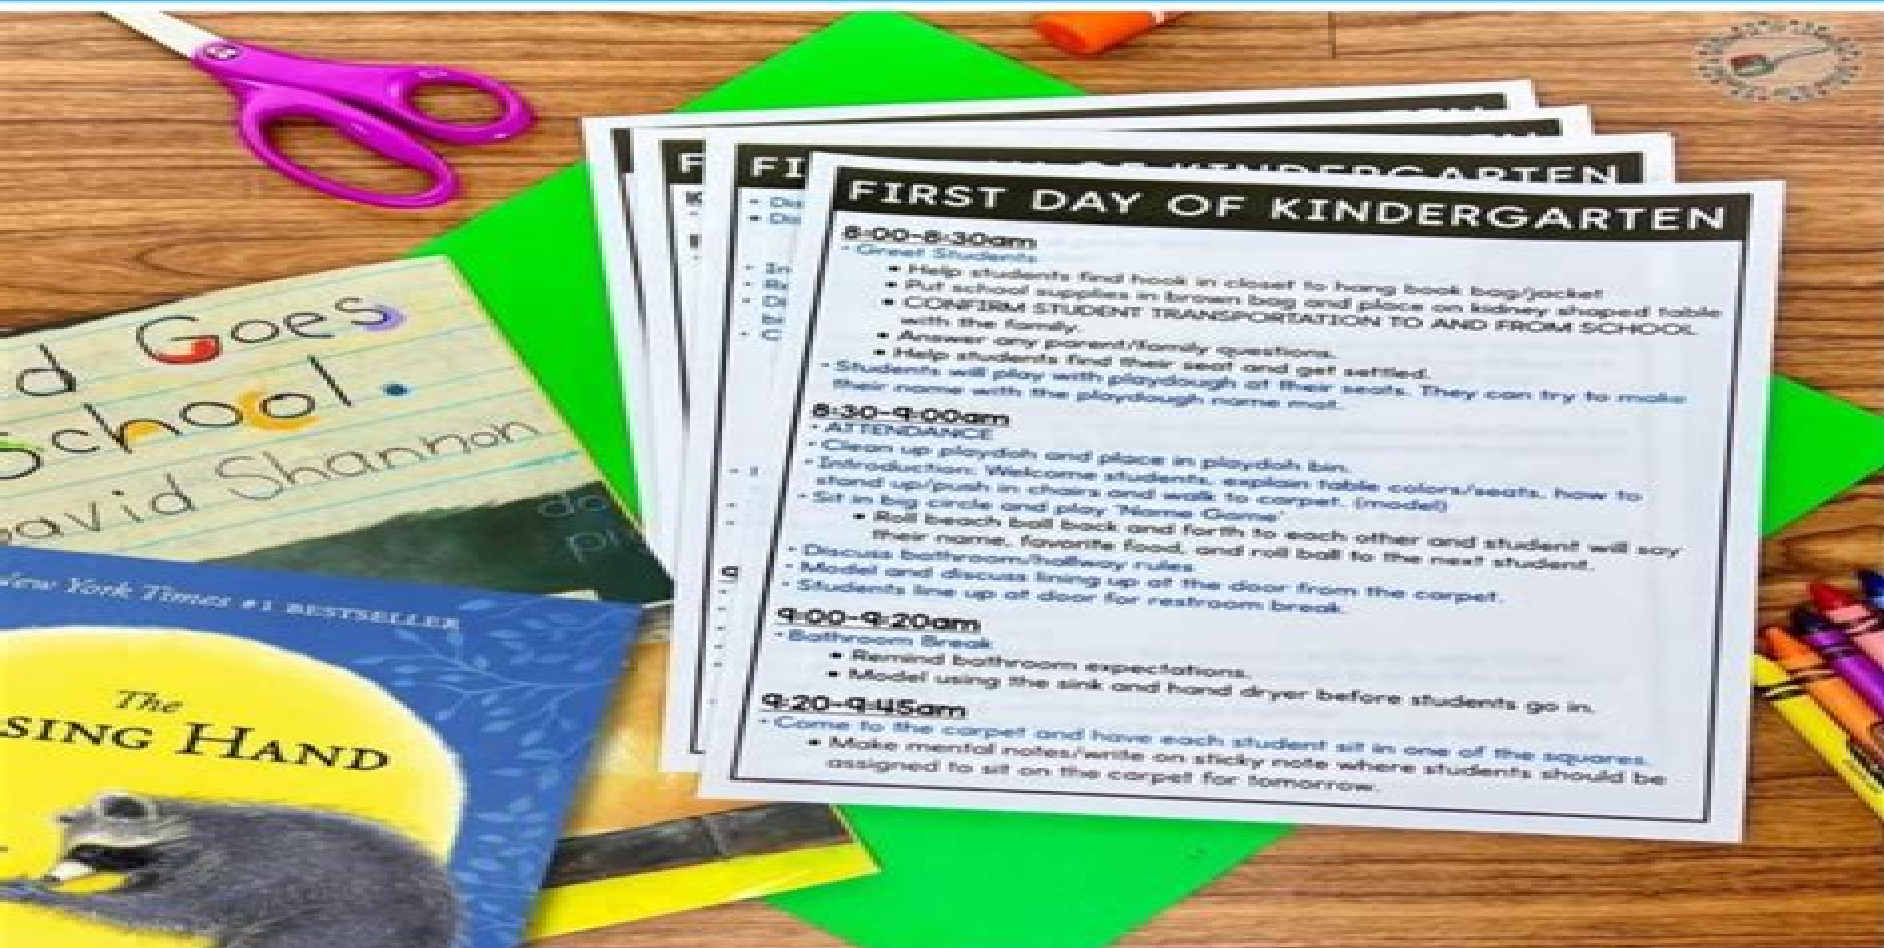 FIRST DAY OF KINDERGARTEN
8:00-8:30am
• Greet Students
• Help students find hook in closet to hang book bag/jacket
• Put school supplies in brown bag and place on kidney shaped table
• CONFIRM STUDENT TRANSPORTATION TO AND FROM SCHOOL
with the family.
• Answer any parent/family questions.
• Help students find their seat and get settled.
• Students will play with playdough at their seats. They can try to make
their name with the playdough name mat.
8:30-9:00am
• ATTENDANCE
• Clean up playdoh and place in playdoh bin.
• Introduction: Welcome students, explain table colors/seats, how to
stand up/push in chairs and walk to carpet. (model)
• Sit in big circle and play "Name Game"
• Roll beach ball back and forth to each other and student will say
their name, favorite food, and roll ball to the next student.
• Discuss bathroom/hallway rules
• Model and discuss lining up at the door from the carpet.
• Students line up at door for restroom break.
9:00-9:20am
• Bathroom Break
• Remind bathroom expectations.
• Model using the sink and hand dryer before students go in.
9:20-9:45am
• Come to the carpet and have each student sit in one of the squares.
• Make mental notes/write on sticky note where students should be
assigned to sit on the carpet for tomorrow.
FI
OF KINDERGARTEN
F
d Goes
School.
David Shannon
New York Times #1 BESTSELLER
The
SING HAND